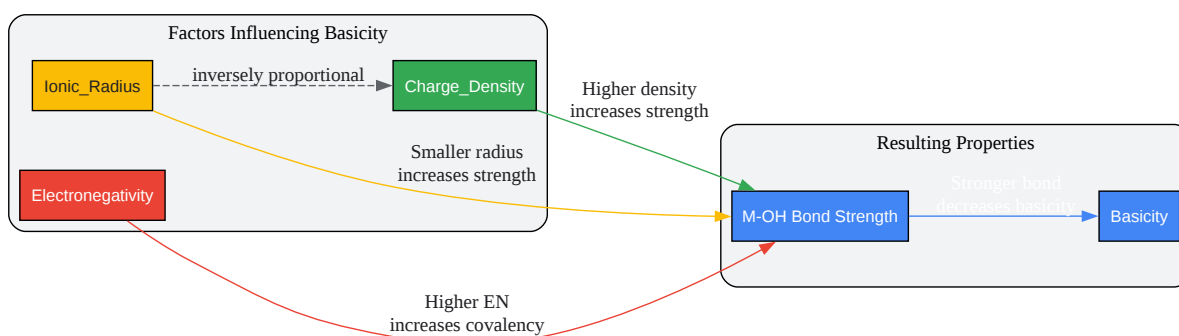 Factors Influencing Basicity
Ionic_Radius
inversely proportional
Charge_Density
Higher density
increases strength
Smaller radius
increases strength
Electronegativity
Resulting Properties
M-OH Bond Strength
Stronger bond
decreases basicity
Basicity
Higher EN
increases covalency